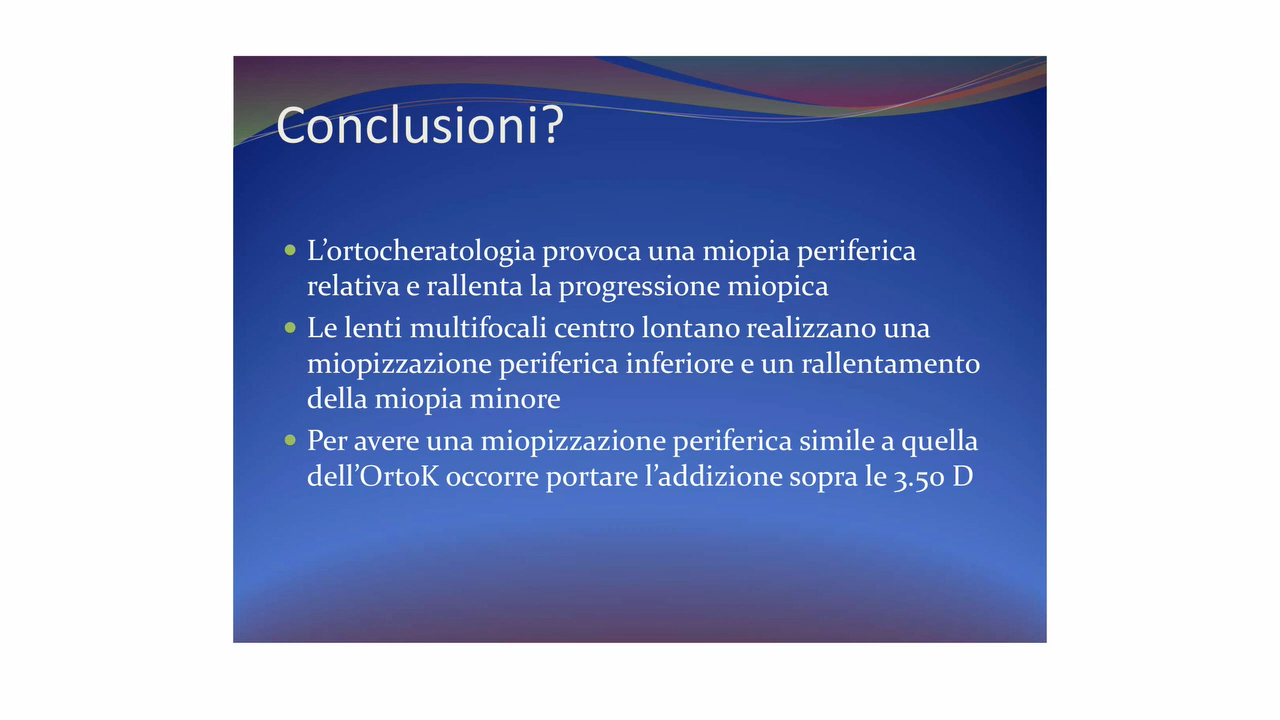 Conclusioni?
L’ortocheratologia provoca una miopia periferica
relativa e rallenta la progressione miopica
Le lenti multifocali centro lontano realizzano una
miopizzazione periferica inferiore e un rallentamento
della miopia minore
Per avere una miopizzazione periferica simile a quella
dell’OrtoK occorre portare l’addizione sopra le 3.50 D